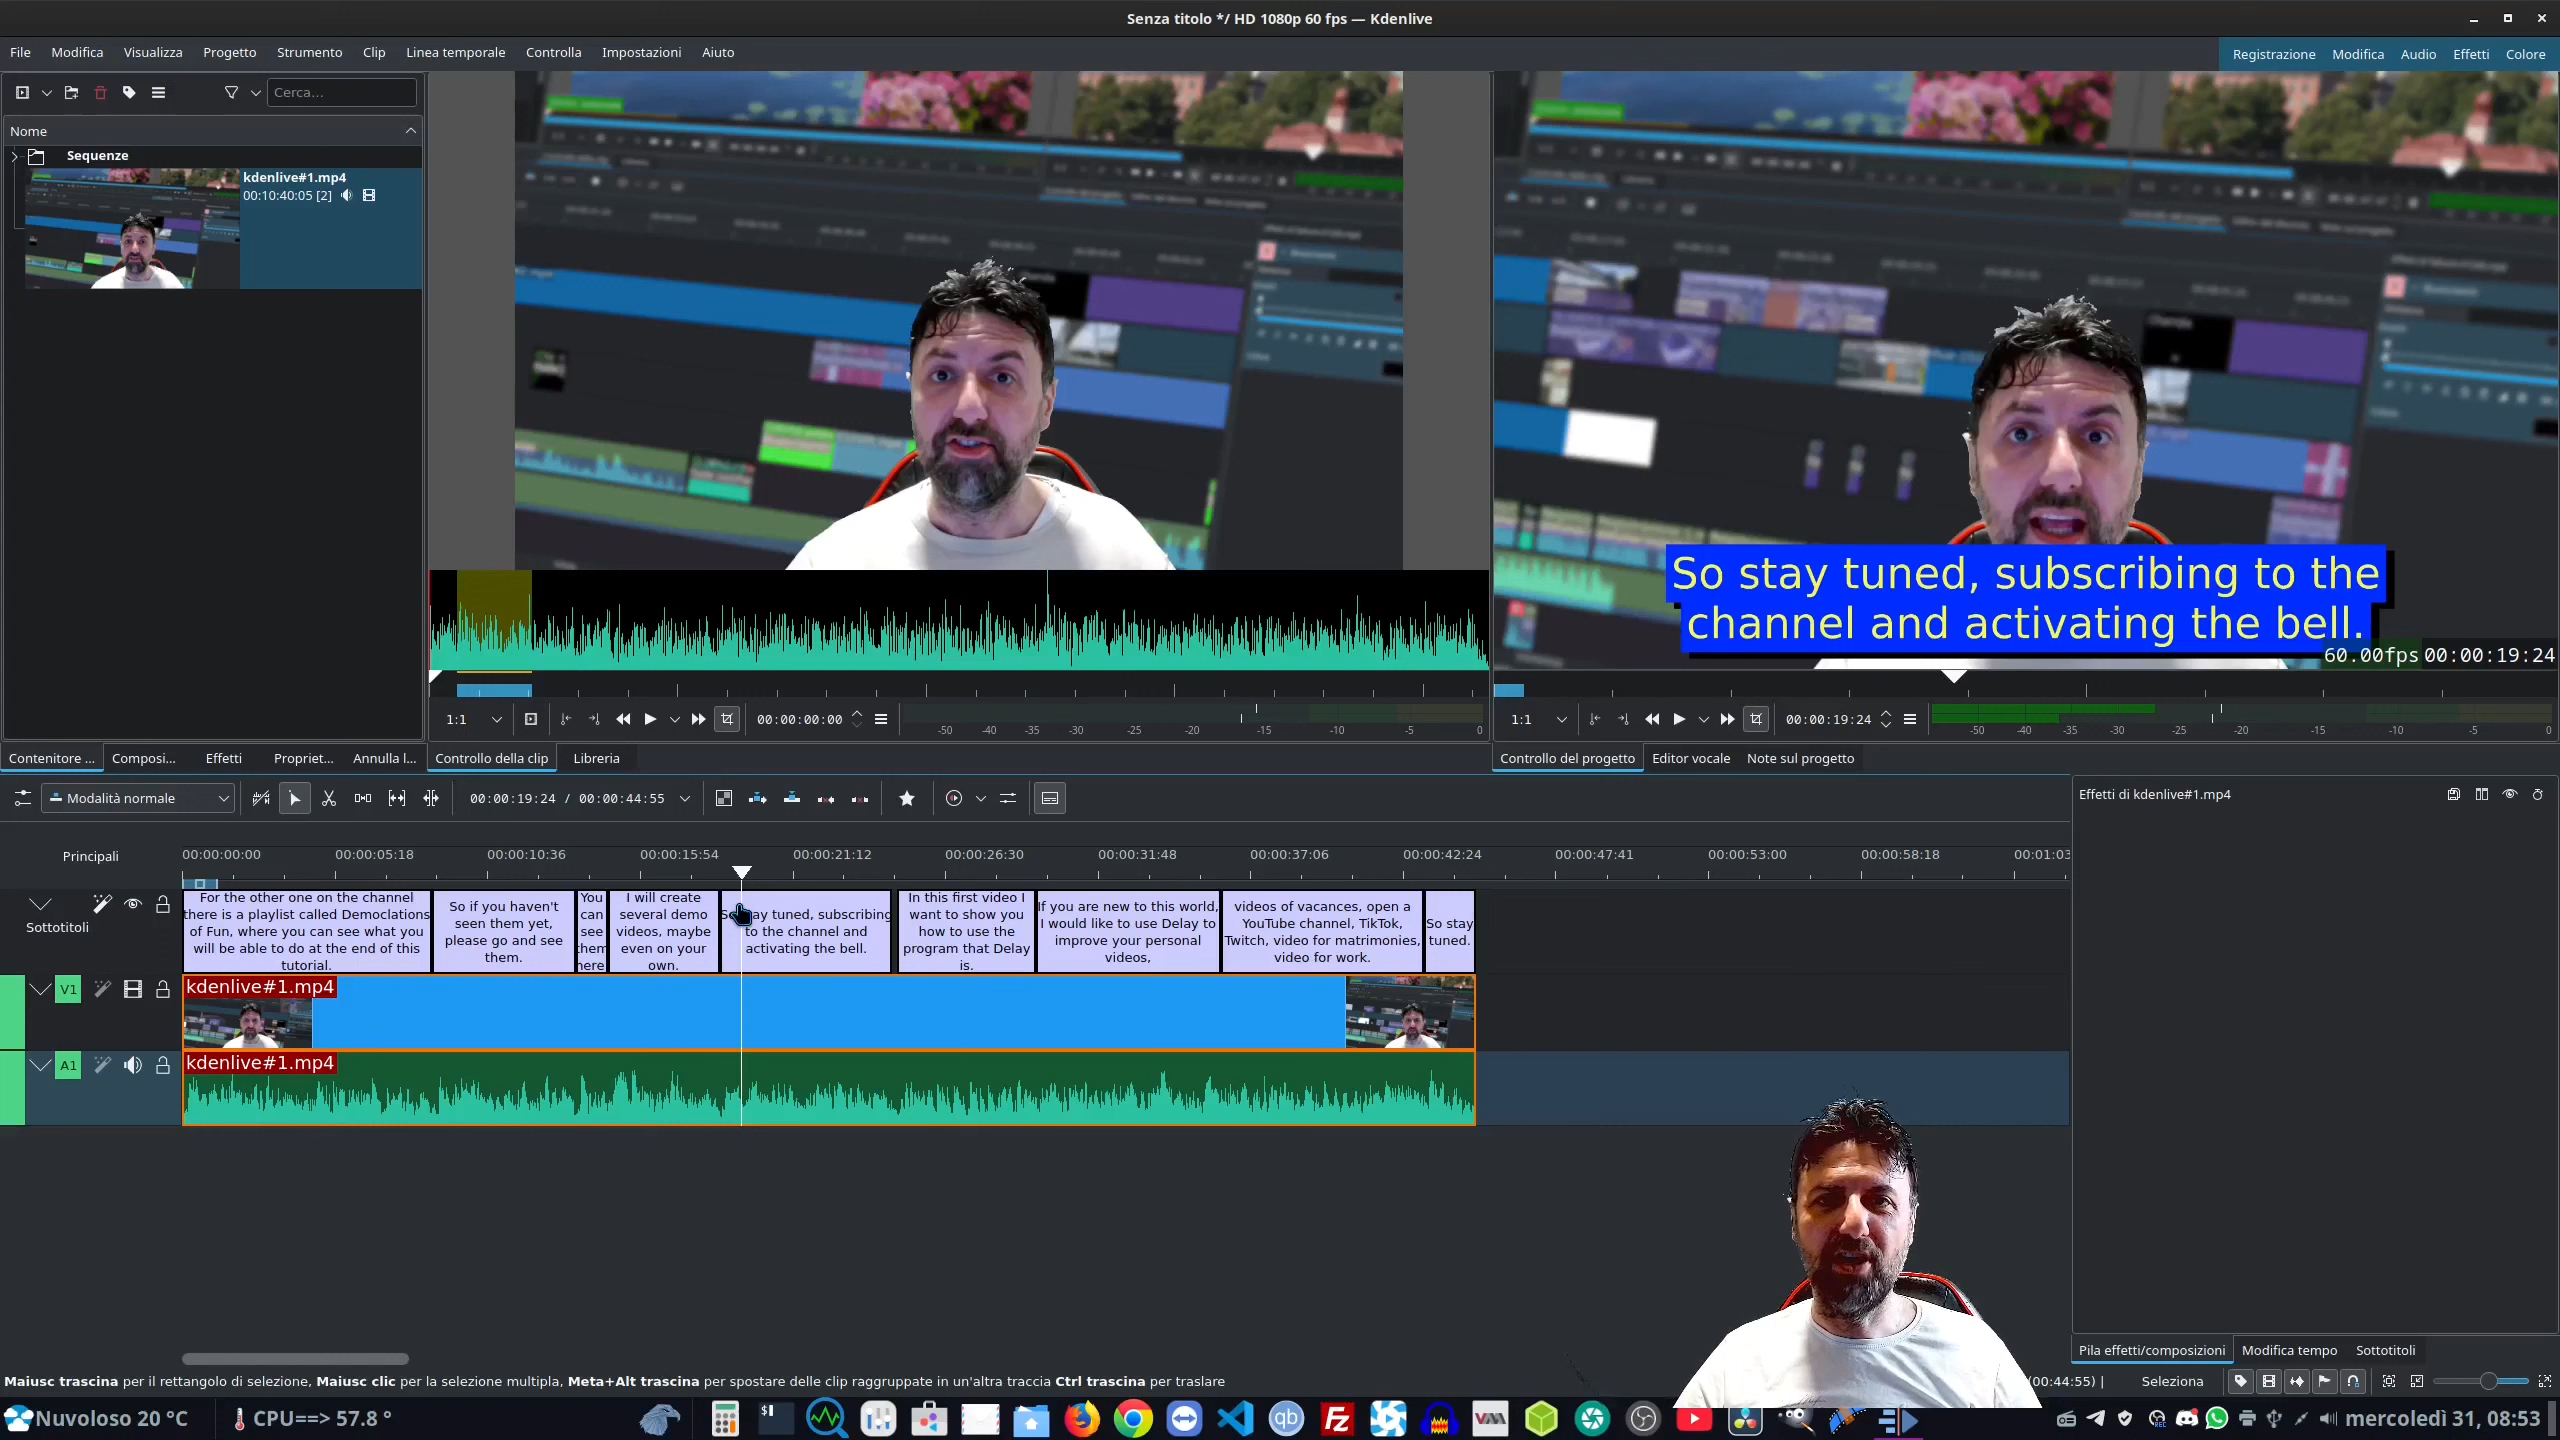 Senza titolo */ HD 1080p 60 fps — Kdenlive
File Modifica Visualizza Progetto Strumento Clip Linea temporale Controlla Impostazioni Aiuto
Registrazione Modifica Audio Effetti Colore
Cerca...
Nome
Sequenze
kdenlive#1.mp4
00:10:40:05 [2]
So stay tuned, subscribing to the
channel and activating the bell.
60.00fps 00:00:19:24
1:1 00:00:00:00
-50 -40 -35 -30 -25 -20 -15 -10 -5 0
1:1 00:00:19:24
-50 -40 -35 -30 -25 -20 -15 -10 -5 0
Contenitore ... Composi... Effetti Propriet... Annulla l... Controllo della clip Libreria
Controllo del progetto Editor vocale Note sul progetto
Modalità normale 00:00:19:24 / 00:00:44:55
Effetti di kdenlive#1.mp4
Principali
00:00:00:00 00:00:05:18 00:00:10:36 00:00:15:54 00:00:21:12 00:00:26:30 00:00:31:48 00:00:37:06 00:00:42:24 00:00:47:41 00:00:53:00 00:00:58:18 00:01:03
Sottotitoli
For the other one on the channel
there is a playlist called Democlations
of Fun, where you can see what you
will be able to do at the end of this
tutorial.
So if you haven't
seen them yet,
please go and see
them.
You
can
see
them
here
I will create
several demo
videos, maybe
even on your
own.
ay tuned, subscribing
to the channel and
activating the bell.
In this first video I
want to show you
how to use the
program that Delay
is.
If you are new to this world,
I would like to use Delay to
improve your personal
videos,
videos of vacances, open a
YouTube channel, TikTok,
Twitch, video for matrimonies,
video for work.
So stay
tuned.
V1
kdenlive#1.mp4
A1
kdenlive#1.mp4
Pila effetti/composizioni Modifica tempo Sottotitoli
Maiusc trascina per il rettangolo di selezione, Maiusc clic per la selezione multipla, Meta+Alt trascina per spostare delle clip raggruppate in un'altra traccia Ctrl trascina per traslare
(00:44:55) | Seleziona
Nuvoloso 20 °C CPU==> 57.8 °
mercoledì 31, 08:53